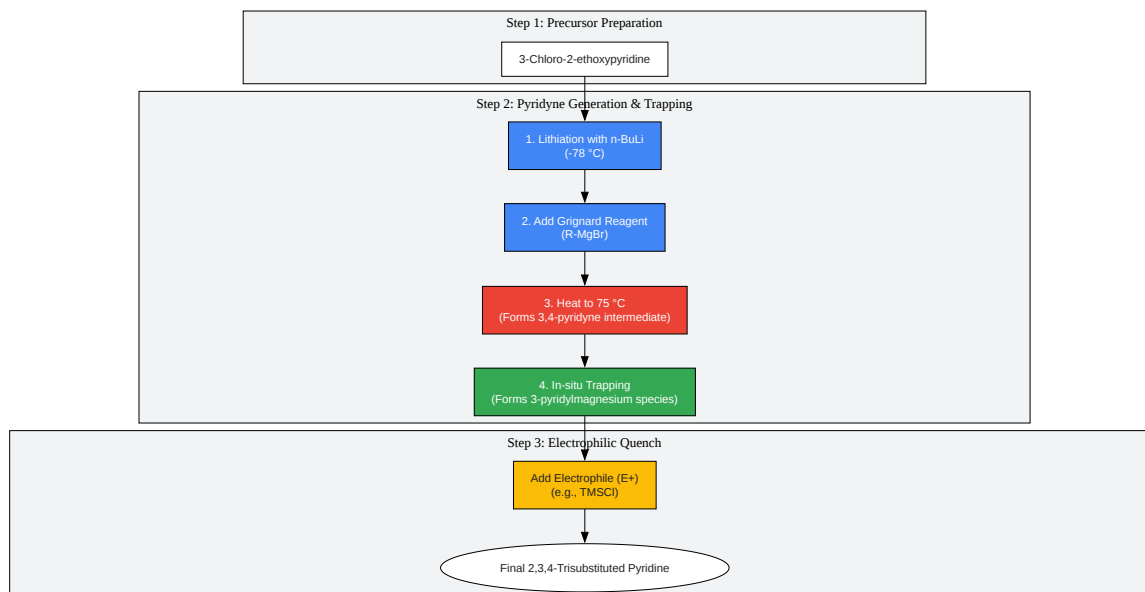 Step 1: Precursor Preparation
3-Chloro-2-ethoxypyridine
Step 2: Pyridyne Generation & Trapping
1. Lithiation with n-BuLi
(-78 °C)
2. Add Grignard Reagent
(R-MgBr)
3. Heat to 75 °C
(Forms 3,4-pyridyne intermediate)
4. In-situ Trapping
(Forms 3-pyridylmagnesium species)
Step 3: Electrophilic Quench
Add Electrophile (E+)
(e.g., TMSCl)
Final 2,3,4-Trisubstituted Pyridine